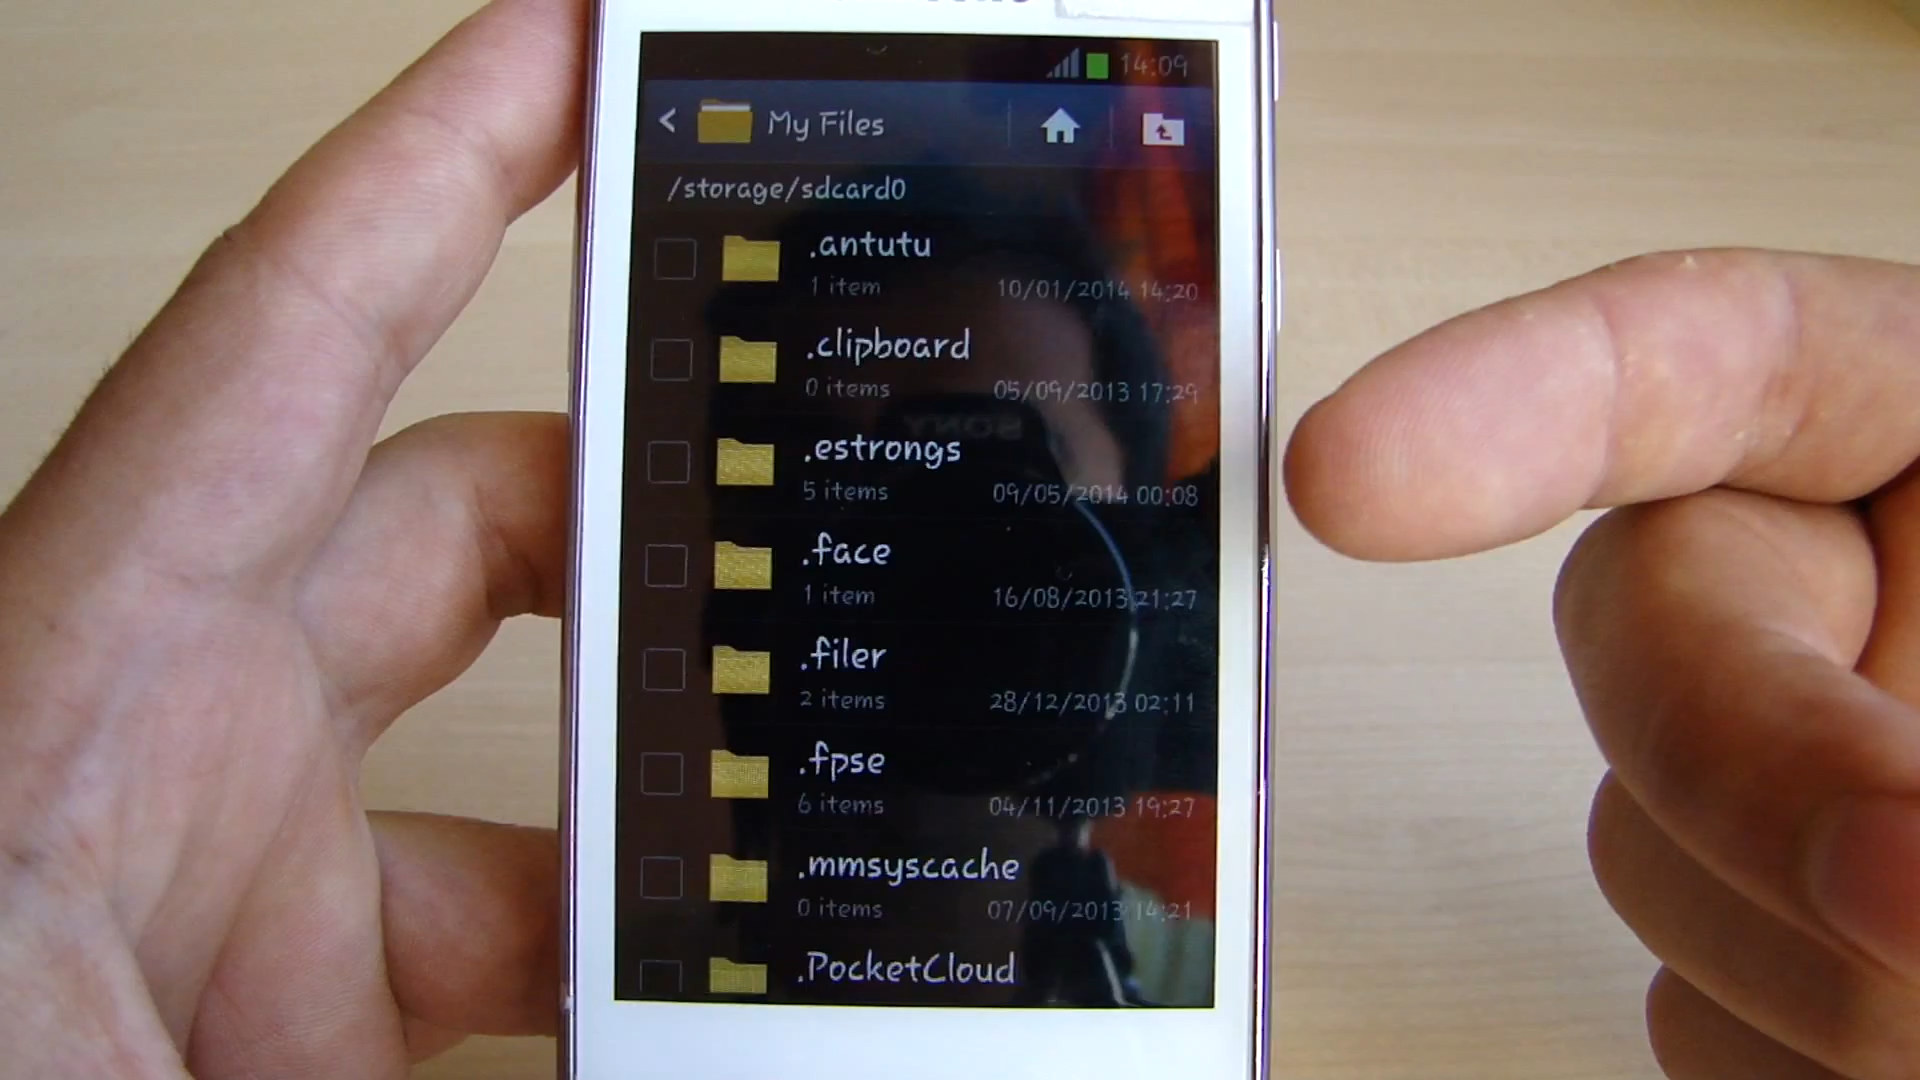 14:09
My Files
/storage/sdcard0
.antutu
1 item 10/01/2014 14:20
.clipboard
0 items 05/09/2013 17:29
SONY
.estrongs
5 items 09/05/2014 00:08
.face
1 item 16/08/2013 21:27
.filer
2 items 28/12/2013 02:11
.fpse
6 items 04/11/2013 19:27
.mmsyscache
0 items 07/09/2013 14:21
.PocketCloud